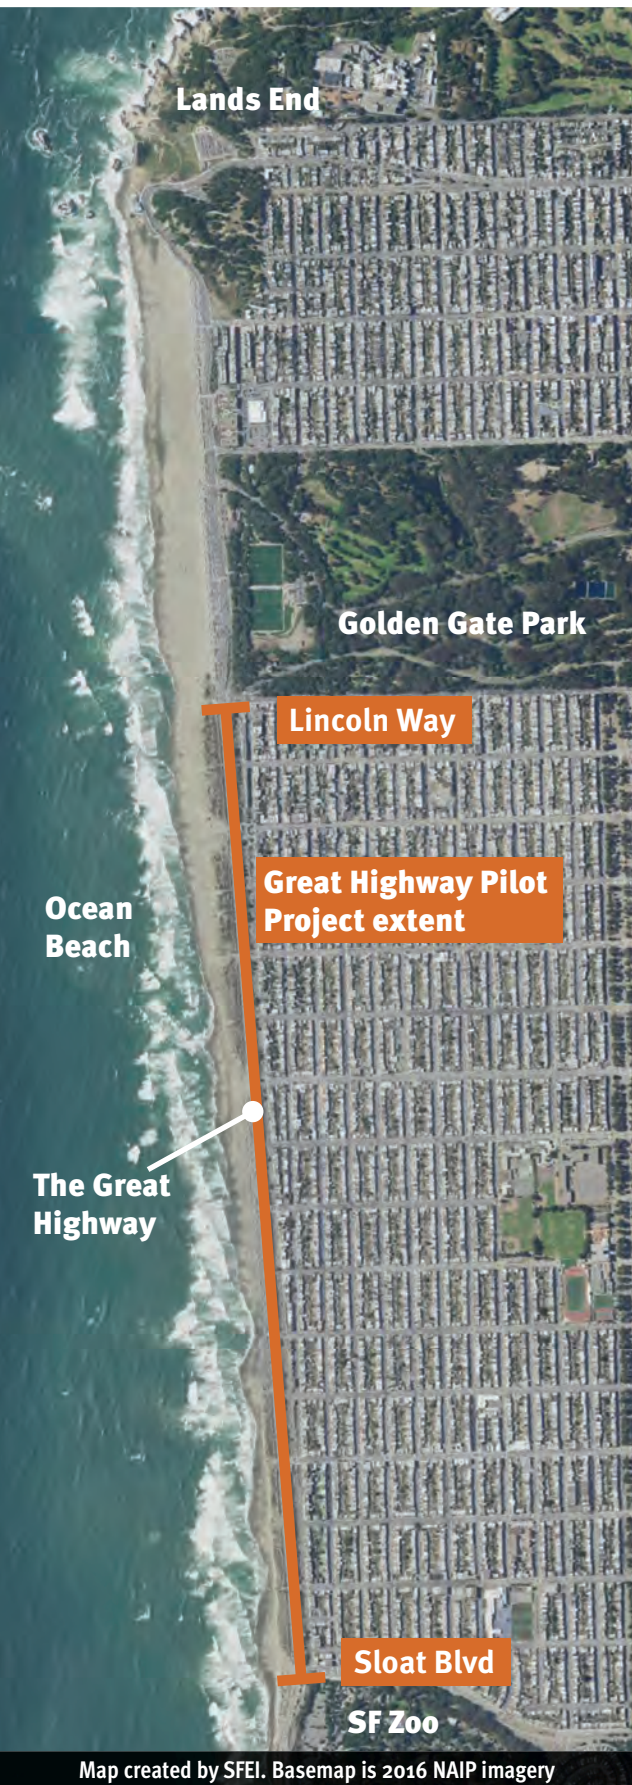 Lands End
Golden Gate Park
Lincoln Way
Great Highway Pilot
Project extent
Ocean
Beach
The Great
Highway
Sloat Blvd
SF Zoo
Map created by SFEI. Basemap is 2016 NAIP imagery